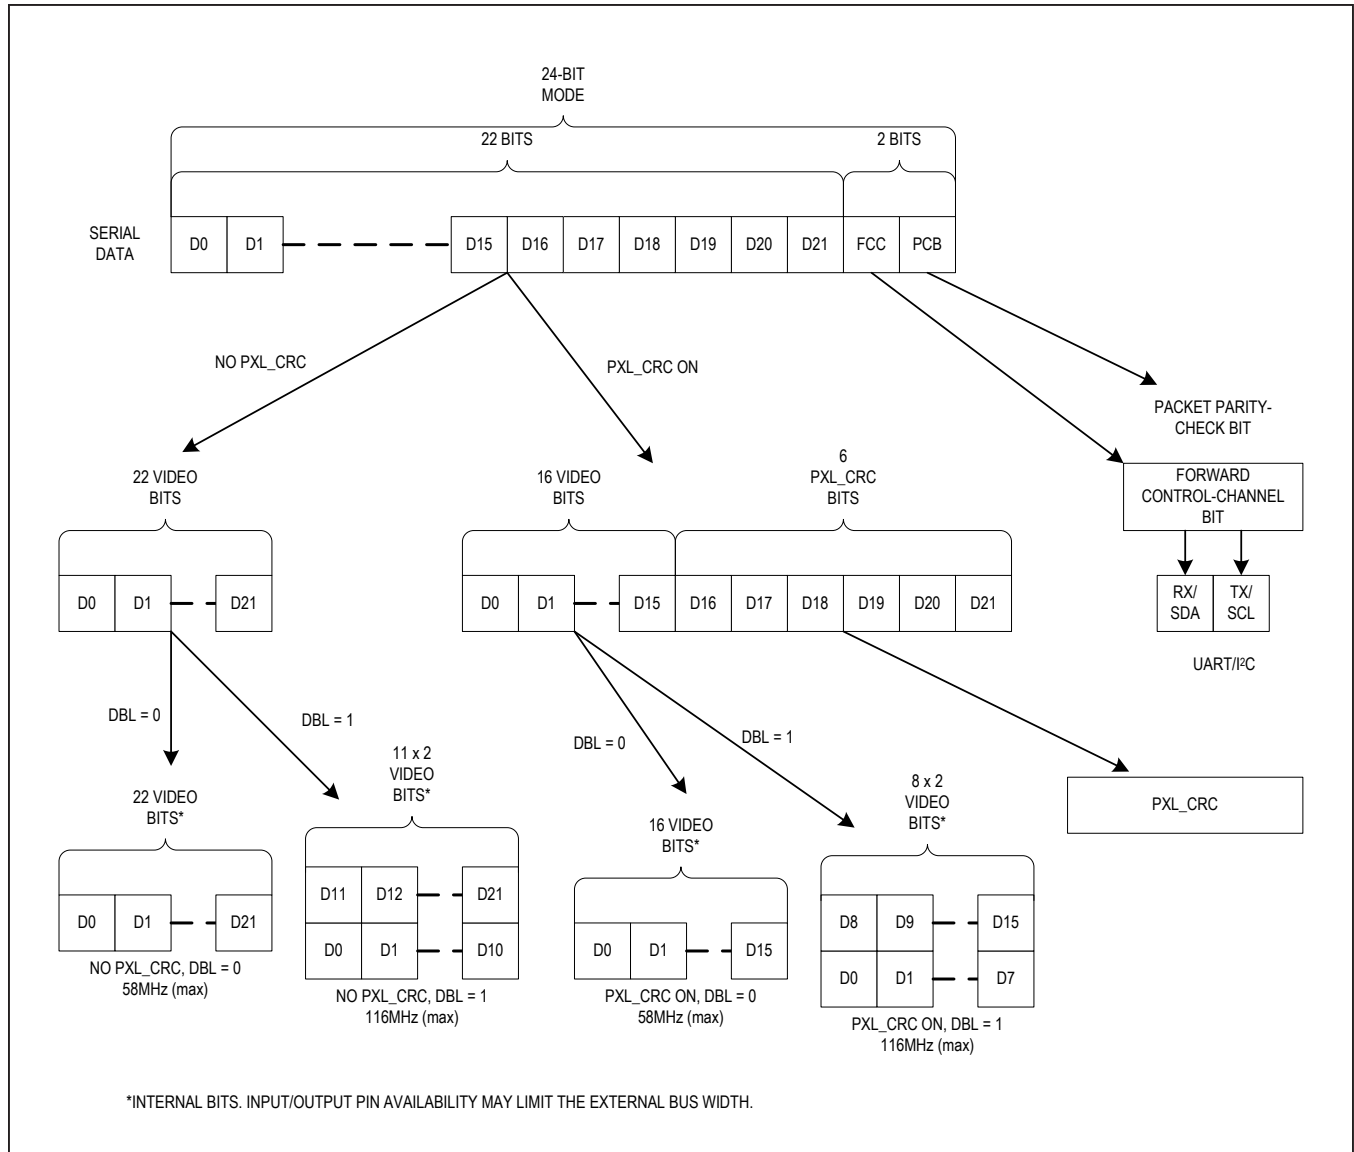 24-BIT
MODE
22 BITS
2 BITS
SERIAL
DATA
D0 D1 D15 D16 D17 D18 D19 D20 D21 FCC PCB
NO PXL_CRC
PXL_CRC ON
PACKET PARITY-
CHECK BIT
22 VIDEO
BITS
16 VIDEO
BITS
6
PXL_CRC
BITS
FORWARD
CONTROL-CHANNEL
BIT
D0 D1 D21
D0 D1 D15 D16 D17 D18 D19 D20 D21
RX/
SDA
TX/
SCL
UART/I²C
DBL = 0
DBL = 1
DBL = 0
DBL = 1
22 VIDEO
BITS*
11 x 2
VIDEO
BITS*
16 VIDEO
BITS*
8 x 2
VIDEO
BITS*
PXL_CRC
D0 D1 D21
NO PXL_CRC, DBL = 0
58MHz (max)
D11 D12 D21
D0 D1 D10
NO PXL_CRC, DBL = 1
116MHz (max)
D0 D1 D15
PXL_CRC ON, DBL = 0
58MHz (max)
D8 D9 D15
D0 D1 D7
PXL_CRC ON, DBL = 1
116MHz (max)
*INTERNAL BITS. INPUT/OUTPUT PIN AVAILABILITY MAY LIMIT THE EXTERNAL BUS WIDTH.